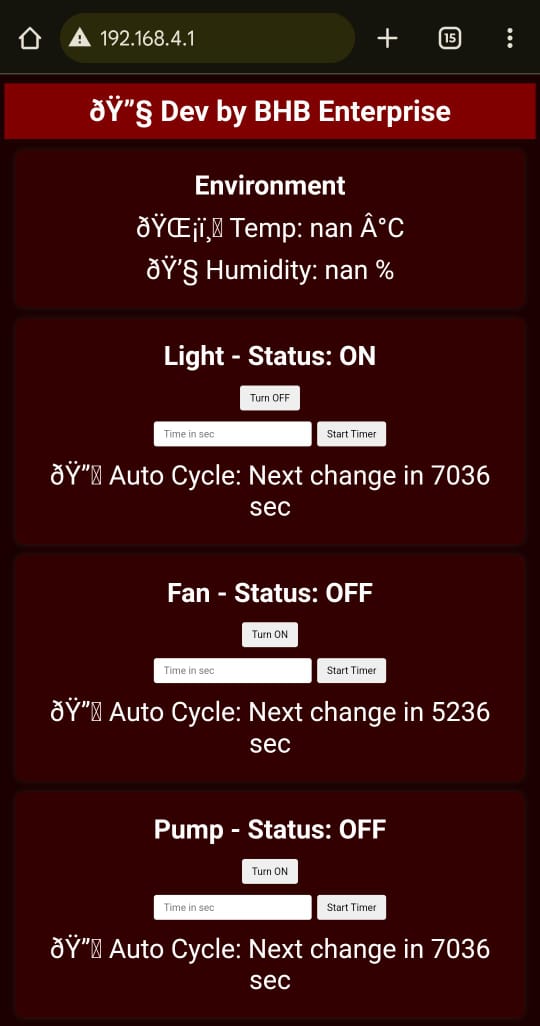 192.168.4.1
15
🔧 Dev by BHB Enterprise
Environment
ðŸŒ¡ï¸ Temp: nan Â°C
ðŸ’§ Humidity: nan %
Light - Status: ON
Turn OFF
Time in sec Start Timer
ðŸ” Auto Cycle: Next change in 7036
sec
Fan - Status: OFF
Turn ON
Time in sec Start Timer
ðŸ” Auto Cycle: Next change in 5236
sec
Pump - Status: OFF
Turn ON
Time in sec Start Timer
ðŸ” Auto Cycle: Next change in 7036
sec